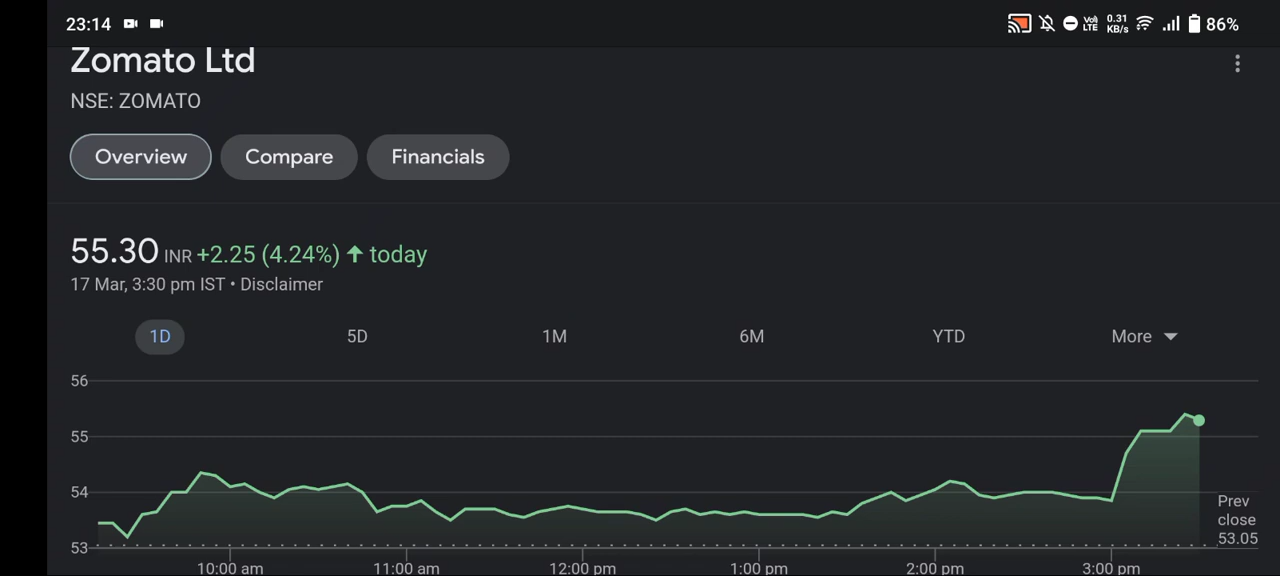 23:14
Vo) LTE
0.31 KB/s
86%
Zomato Ltd
NSE: ZOMATO
Overview
Compare
Financials
55.30 INR +2.25 (4.24%) ↑ today
17 Mar, 3:30 pm IST • Disclaimer
1D
5D
1M
6M
YTD
More
56
55
54
53
Prev
close
53.05
10:00 am
11:00 am
12:00 pm
1:00 pm
2:00 pm
3:00 pm